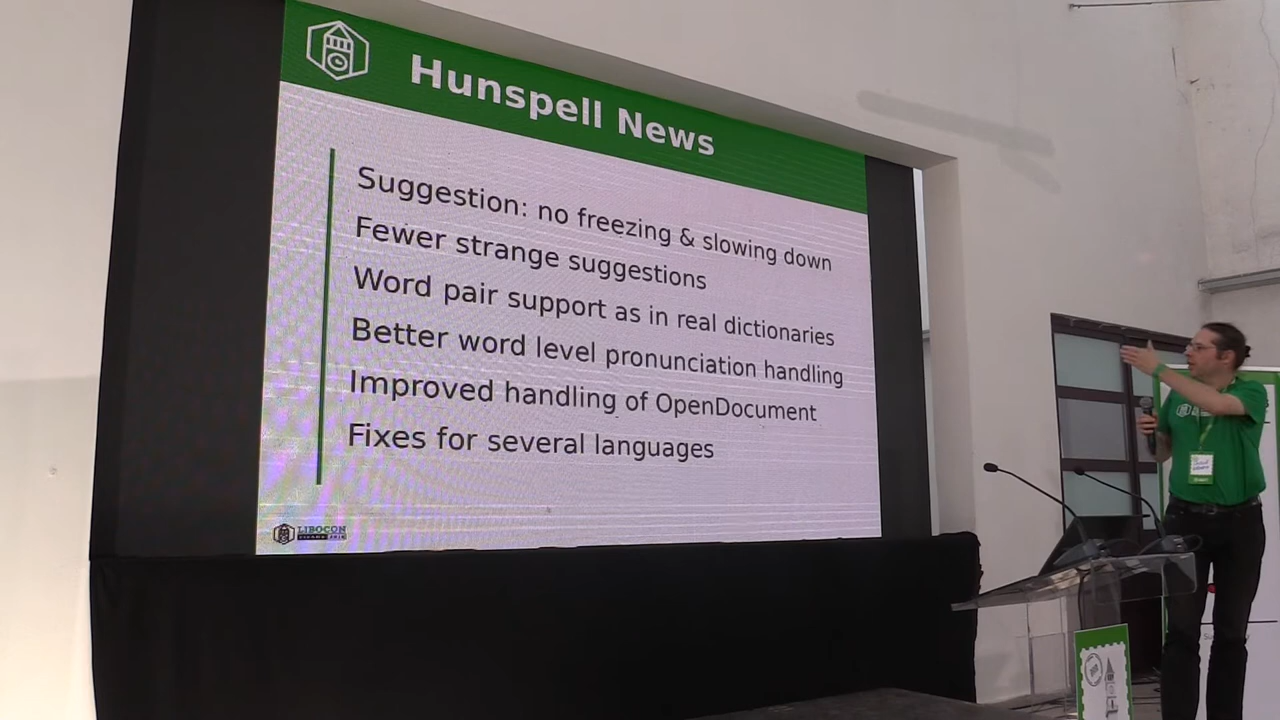 Hunspell News
Suggestion: no freezing & slowing down
Fewer strange suggestions
Word pair support as in real dictionaries
Better word level pronunciation handling
Improved handling of OpenDocument
Fixes for several languages
LIBOCON